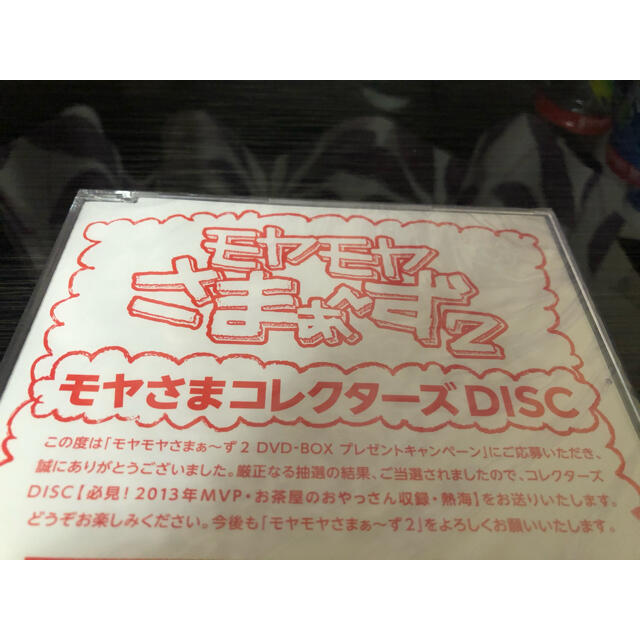 モヤモヤ
さまぁ〜ず2
モヤさまコレクターズDISC
この度は「モヤモヤさまぁ〜ず2 DVD-BOX プレゼントキャンペーン」にご応募いただき、
誠にありがとうございました。厳正なる抽選の結果、ご当選されましたので、コレクターズ
DISC【必見！2013年MVP・お茶屋のおやっさん収録・熱海】をお送りいたします。
どうぞお楽しみください。今後も「モヤモヤさまぁ〜ず2」をよろしくお願いいたします。